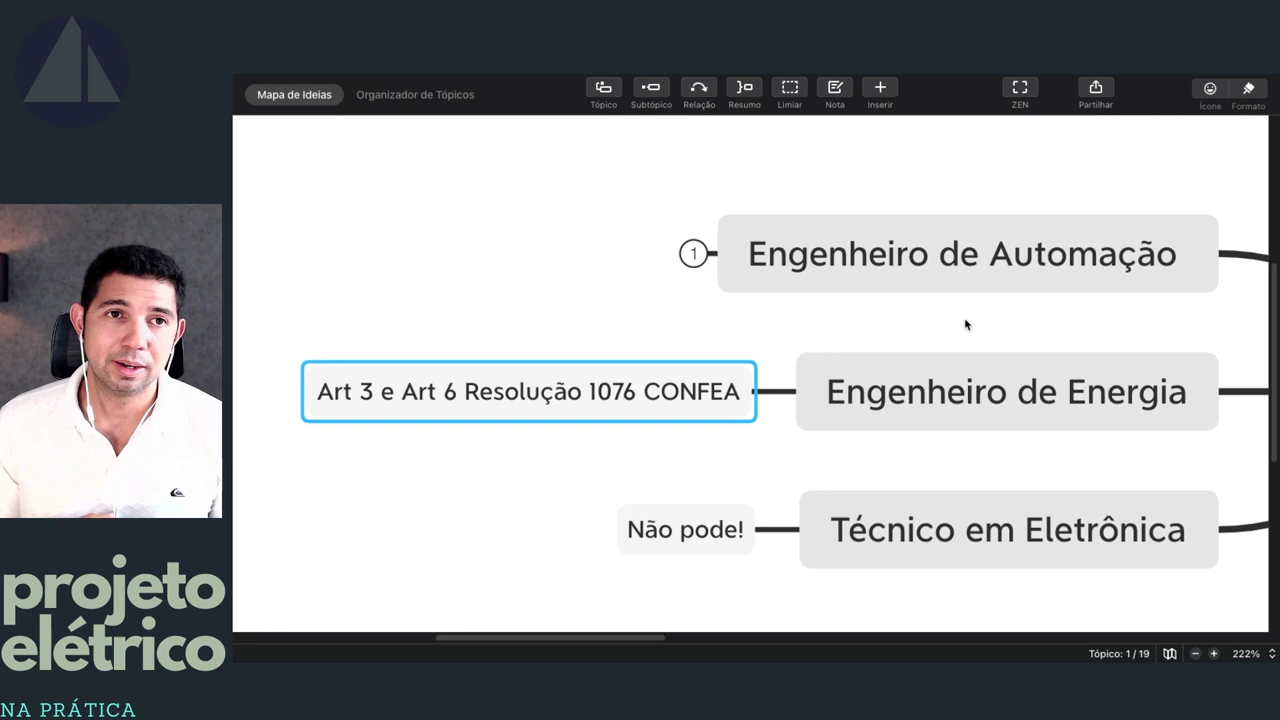 Mapa de Ideias
Organizador de Tópicos
Tópico
Subtópico
Relação
Resumo
Limiar
Nota
Inserir
ZEN
Partilhar
Ícone
Formato
1
Engenheiro de Automação
Art 3 e Art 6 Resolução 1076 CONFEA
Engenheiro de Energia
Não pode!
Técnico em Eletrônica
projeto
elétrico
NA PRÁTICA
Tópico: 1 / 19
222%